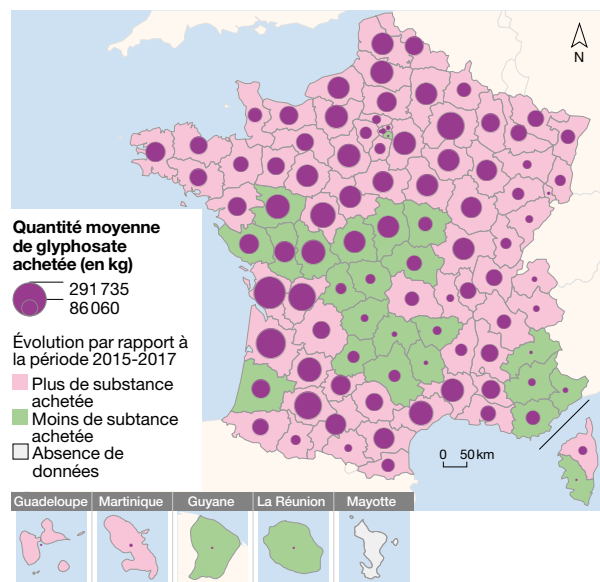 N
Quantité moyenne
de glyphosate
achetée (en kg)
291 735
86 060
Évolution par rapport à
la période 2015-2017
Plus de substance
achetée
Moins de subtance
achetée
Absence de
données
0 50 km
Guadeloupe Martinique Guyane La Réunion Mayotte